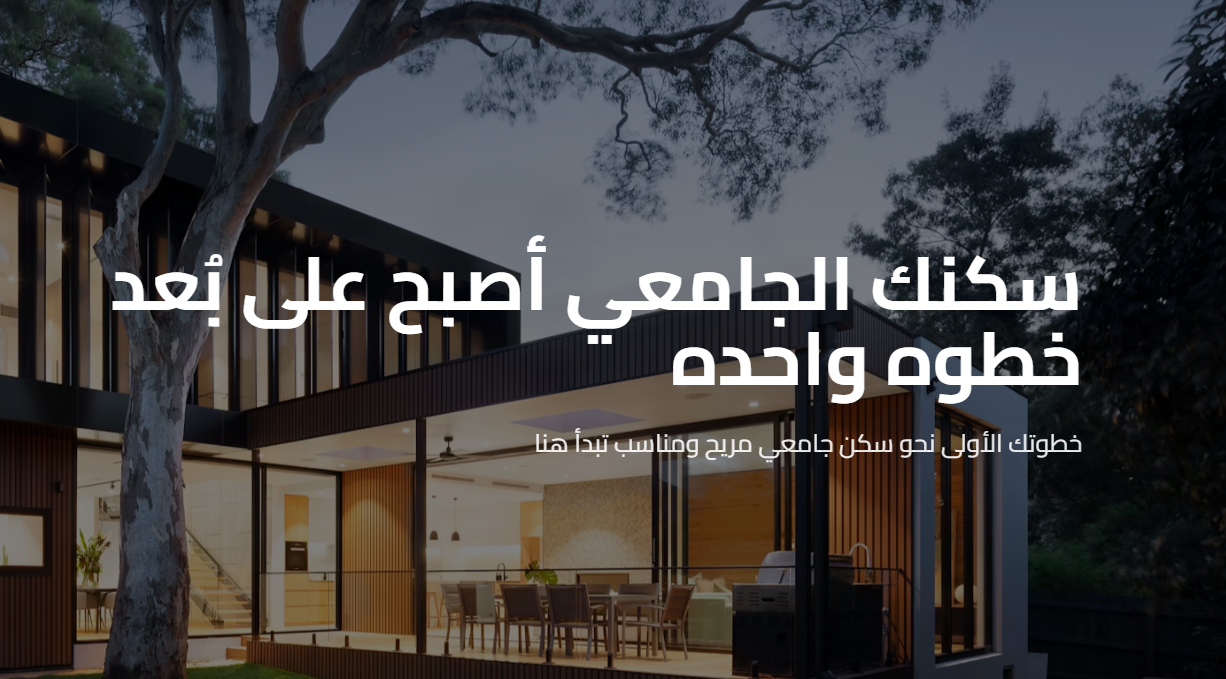 سكنك الجامعي أصبح على بُعد
خطوه واحده
خطوتك الأولى نحو سكن جامعي مريح ومناسب تبدأ هنا